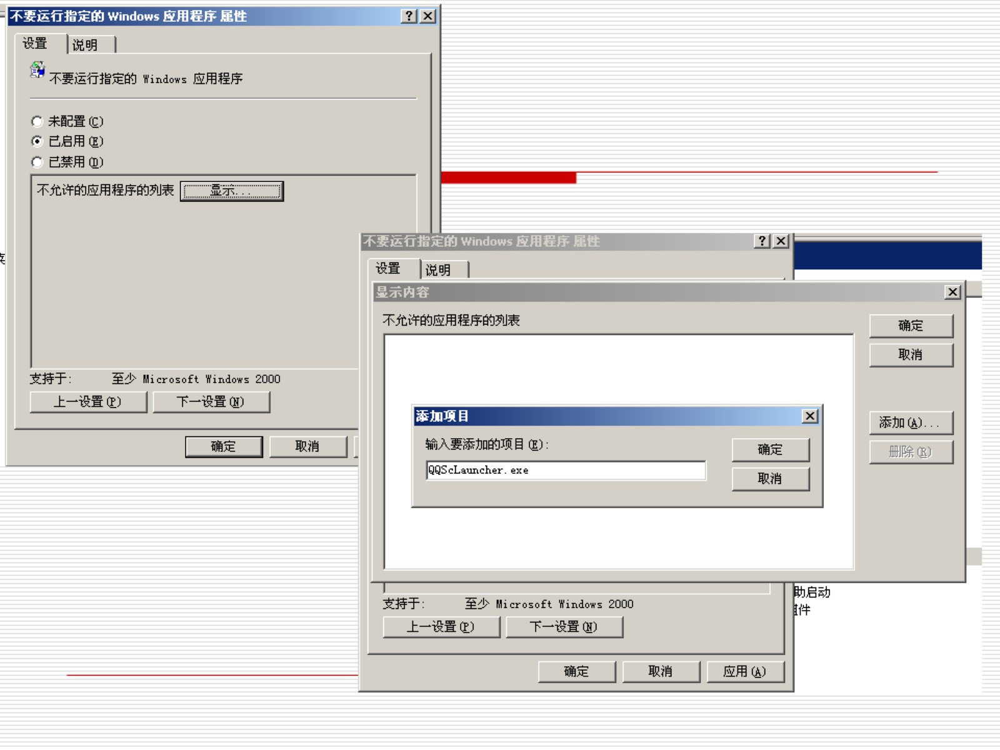 不要运行指定的 Windows 应用程序 属性
设置
说明
不要运行指定的 Windows 应用程序
未配置(C)
已启用(E)
已禁用(D)
不允许的应用程序的列表
显示...
支持于: 至少 Microsoft Windows 2000
上一设置(P)
下一设置(N)
确定
取消
不要运行指定的 Windows 应用程序 属性
设置
说明
显示内容
不允许的应用程序的列表
确定
取消
添加(A)...
删除(R)
添加项目
输入要添加的项目(E):
QQScLauncher.exe
确定
取消
助启动
件
支持于: 至少 Microsoft Windows 2000
上一设置(P)
下一设置(N)
确定
取消
应用(A)